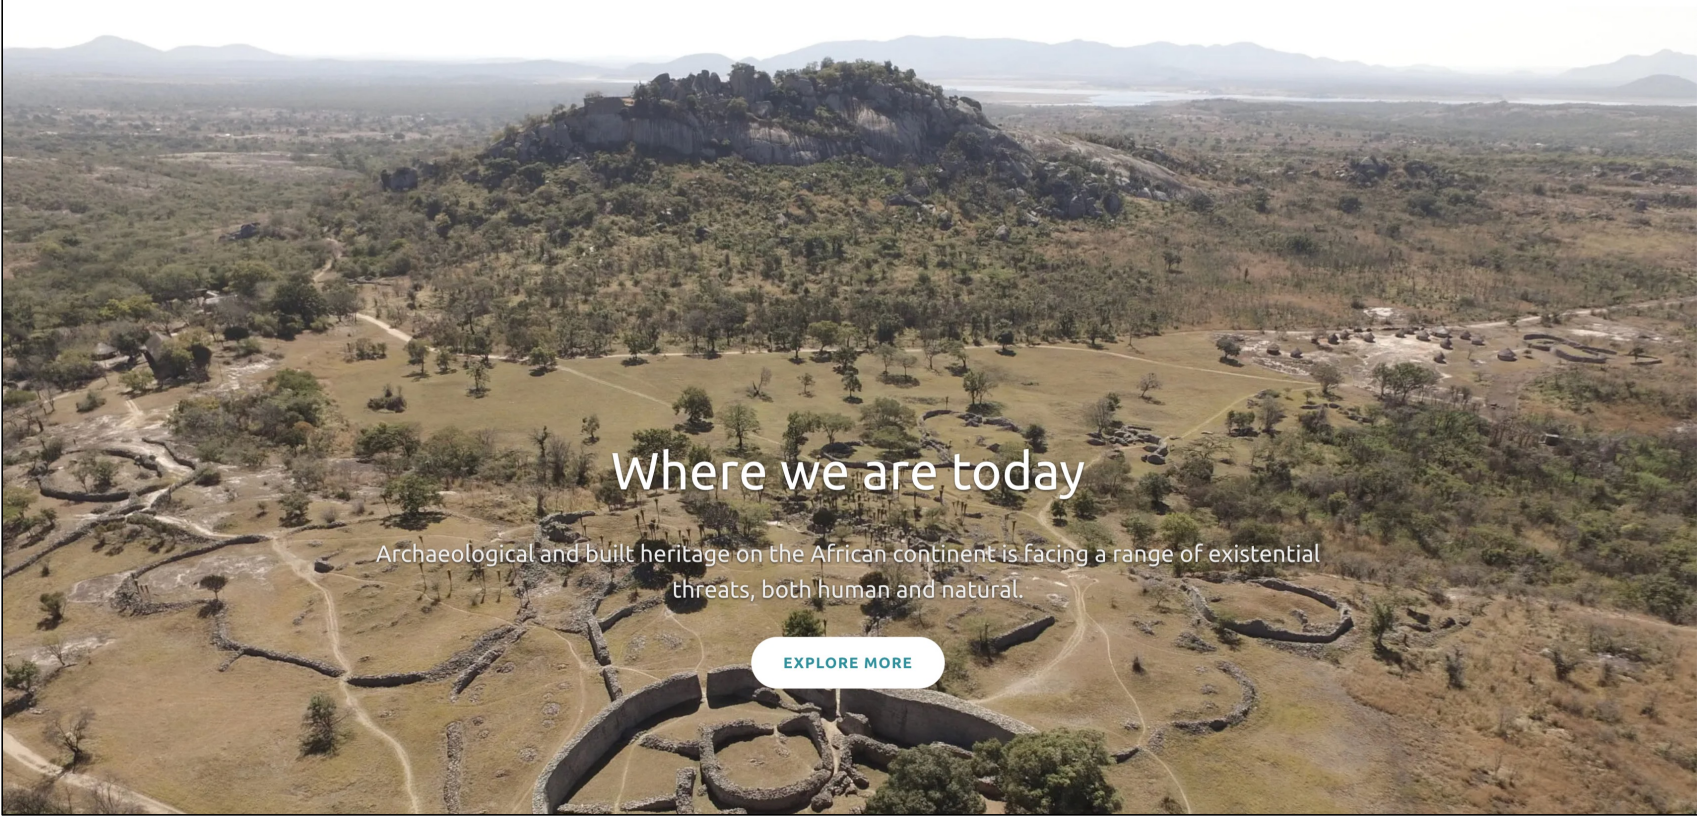 Where we are today
Archaeological and built heritage on the African continent is facing a range of existential
threats, both human and natural.
EXPLORE MORE